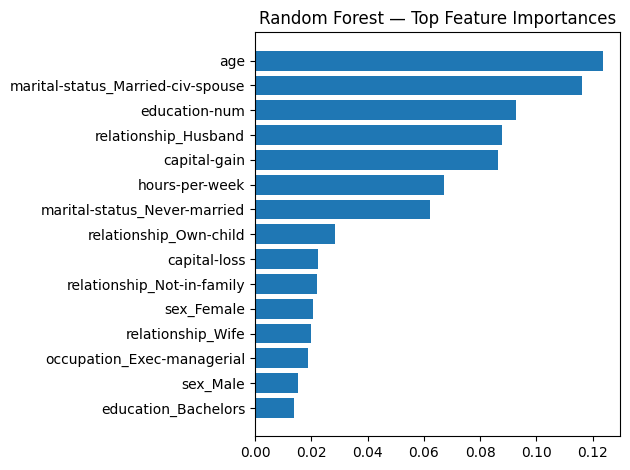 Random Forest — Top Feature Importances
age
marital-status_Married-civ-spouse
education-num
relationship_Husband
capital-gain
hours-per-week
marital-status_Never-married
relationship_Own-child
capital-loss
relationship_Not-in-family
sex_Female
relationship_Wife
occupation_Exec-managerial
sex_Male
education_Bachelors
0.00 0.02 0.04 0.06 0.08 0.10 0.12